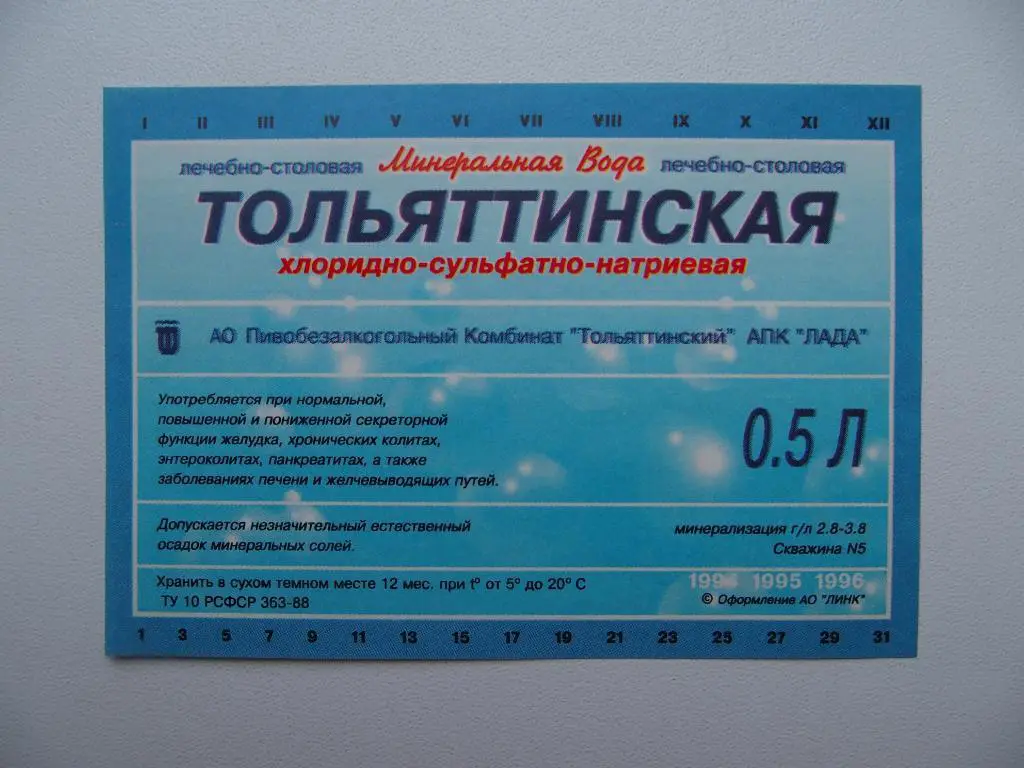 I II III IV V VI VII VIII IX X XI XII
лечебно-столовая Минеральная Вода лечебно-столовая
ТОЛЬЯТТИНСКАЯ
хлоридно-сульфатно-натриевая
АО Пивобезалкогольный Комбинат "Тольяттинский" АПК "ЛАДА"
Употребляется при нормальной,
повышенной и пониженной секреторной
функции желудка, хронических колитах,
энтероколитах, панкреатитах, а также
заболеваниях печени и желчевыводящих путей.
0.5 Л
Допускается незначительный естественный
осадок минеральных солей.
минерализация г/л 2.8-3.8
Скважина N5
Хранить в сухом темном месте 12 мес. при t° от 5° до 20° С
ТУ 10 РСФСР 363-88
1994 1995 1996
© Оформление АО "ЛИНК"
1 3 5 7 9 11 13 15 17 19 21 23 25 27 29 31